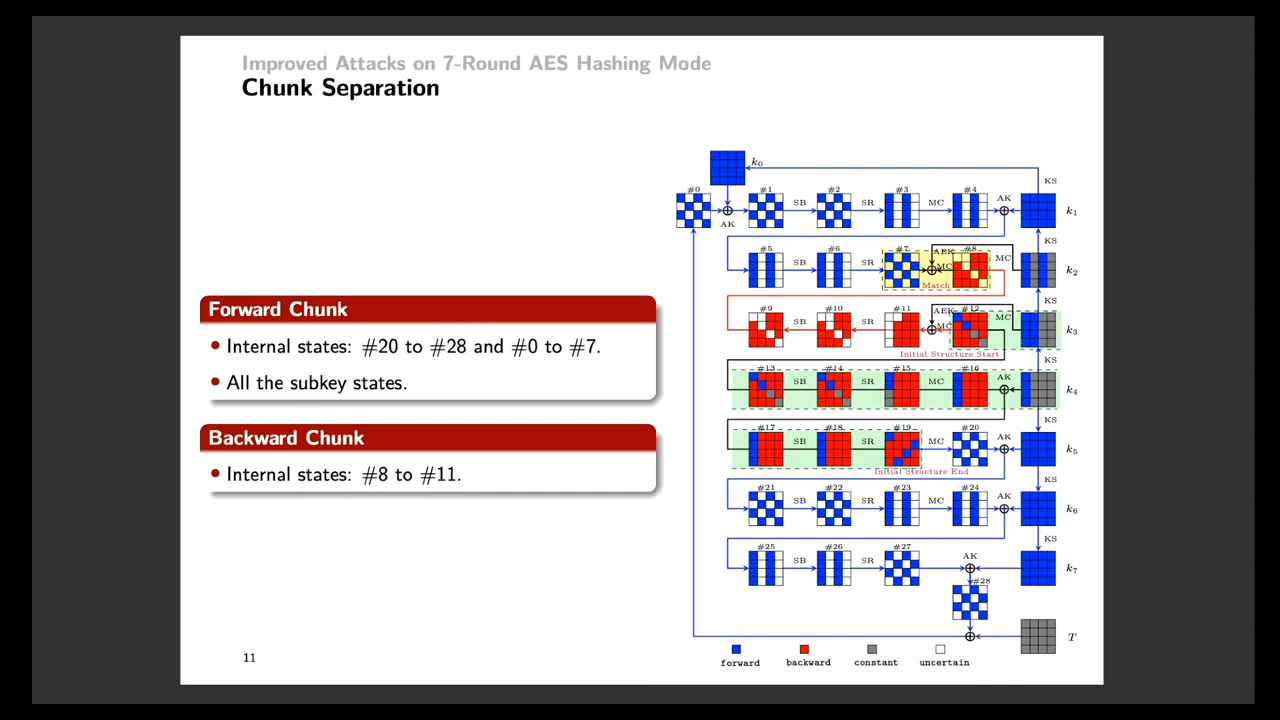 Improved Attacks on 7-Round AES Hashing Mode
Chunk Separation
Forward Chunk
• Internal states: #20 to #28 and #0 to #7.
• All the subkey states.
Backward Chunk
• Internal states: #8 to #11.
k0
KS
#0 #1 SB #2 SR #3 MC #4 AK k1
AK
KS
#5 SB #6 SR #7 AEK MC #8 MC k2
Match
KS
#9 SB #10 SR #11 AEK MC #12 MC k3
Initial Structure Start
KS
#13 SB #14 SR #15 MC #16 AK k4
KS
#17 SB #18 SR #19 MC #20 AK k5
Initial Structure End
KS
#21 SB #22 SR #23 MC #24 AK k6
KS
#25 SB #26 SR #27 AK k7
#28
T
forward backward constant uncertain
11